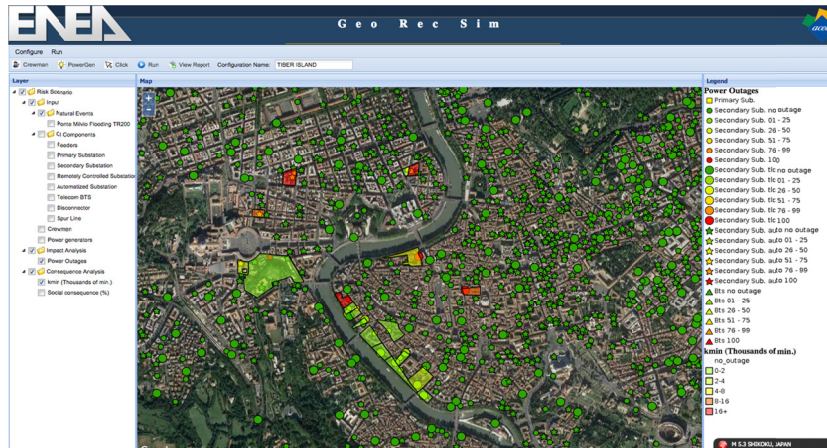 ENEA
Geo Rec Sim
acea
Configure Run
Crewman PowerGen Click Run View Report Configuration Name: TIBER ISLAND
Layer
Risk Scenario
Input
Natural Events
Ponte Milvio Flooding TR200
CI Components
Feeders
Primary Substation
Secondary Substation
Remotely Controlled Substation
Automatized Substation
Telecom BTS
Disconnector
Spur Line
Crewmen
Power generators
Impact Analysis
Power Outages
Consequence Analysis
kmin (Thousands of min.)
Social consequence (%)
Map
+
-
Legend
Power Outages
Primary Sub.
Secondary Sub. no outage
Secondary Sub. 01 - 25
Secondary Sub. 26 - 50
Secondary Sub. 51 - 75
Secondary Sub. 76 - 99
Secondary Sub. 100
Secondary Sub. tlc no outage
Secondary Sub. tlc 01 - 25
Secondary Sub. tlc 26 - 50
Secondary Sub. tlc 51 - 75
Secondary Sub. tlc 76 - 99
Secondary Sub. tlc 100
Secondary Sub. auto no outage
Secondary Sub. auto 01 - 25
Secondary Sub. auto 26 - 50
Secondary Sub. auto 51 - 75
Secondary Sub. auto 76 - 99
Secondary Sub. auto 100
Bts no outage
Bts 01 - 25
Bts 26 - 50
Bts 51 - 75
Bts 76 - 99
Bts 100
kmin (Thousands of min.)
no_outage
0-2
2-4
4-8
8-16
16+
M 5.3 SHIKOKU, JAPAN